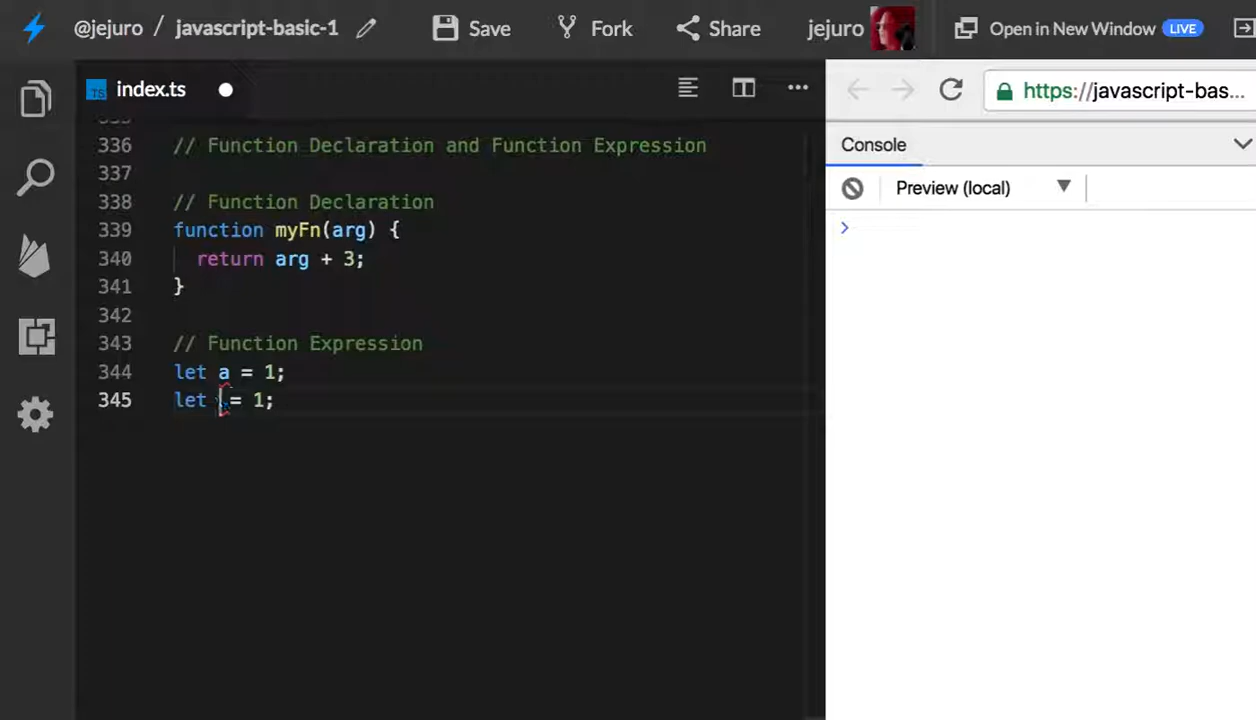 @jejuro / javascript-basic-1 Save Fork Share jejuro Open in New Window LIVE
TS index.ts https://javascript-bas...
Console
Preview (local)
336 // Function Declaration and Function Expression
337
338 // Function Declaration
339 function myFn(arg) {
340 return arg + 3;
341 }
342
343 // Function Expression
344 let a = 1;
345 let = 1;